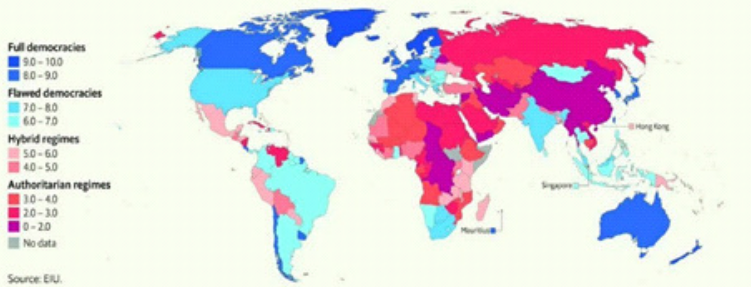 Full democracies
9.0 – 10.0
8.0 – 9.0
Flawed democracies
7.0 – 8.0
6.0 – 7.0
Hybrid regimes
5.0 – 6.0
4.0 – 5.0
Authoritarian regimes
3.0 – 4.0
2.0 – 3.0
0 – 2.0
No data
Source: EIU.
Hong Kong
Singapore
Mauritius